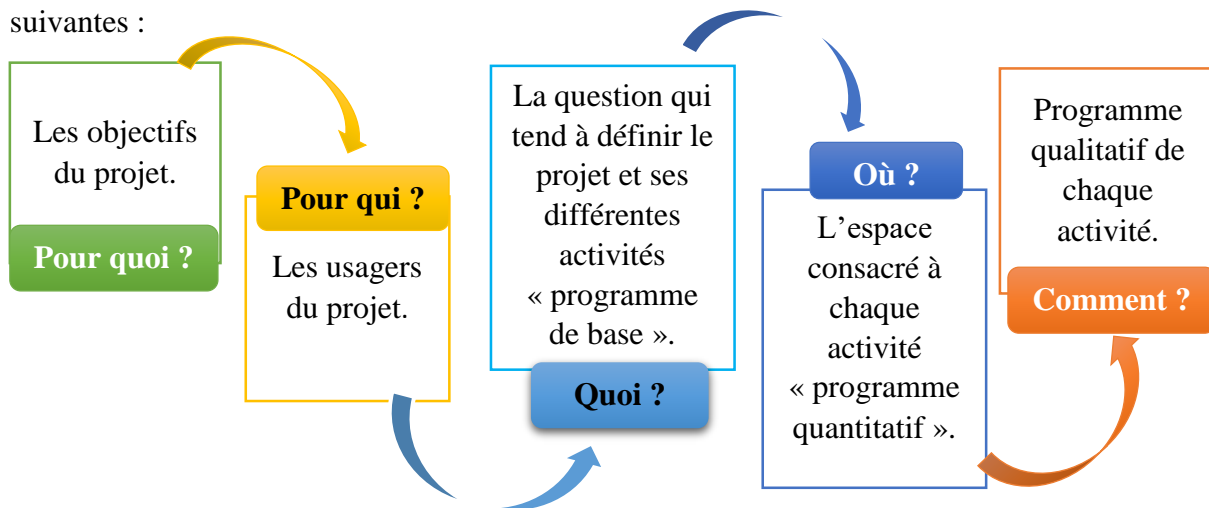 suivantes :
Les objectifs
du projet.
Pour quoi ?
Pour qui ?
Les usagers
du projet.
La question qui
tend à définir le
projet et ses
différentes
activités
« programme
de base ».
Quoi ?
Où ?
L’espace
consacré à
chaque
activité
« programme
quantitatif ».
Programme
qualitatif de
chaque
activité.
Comment ?